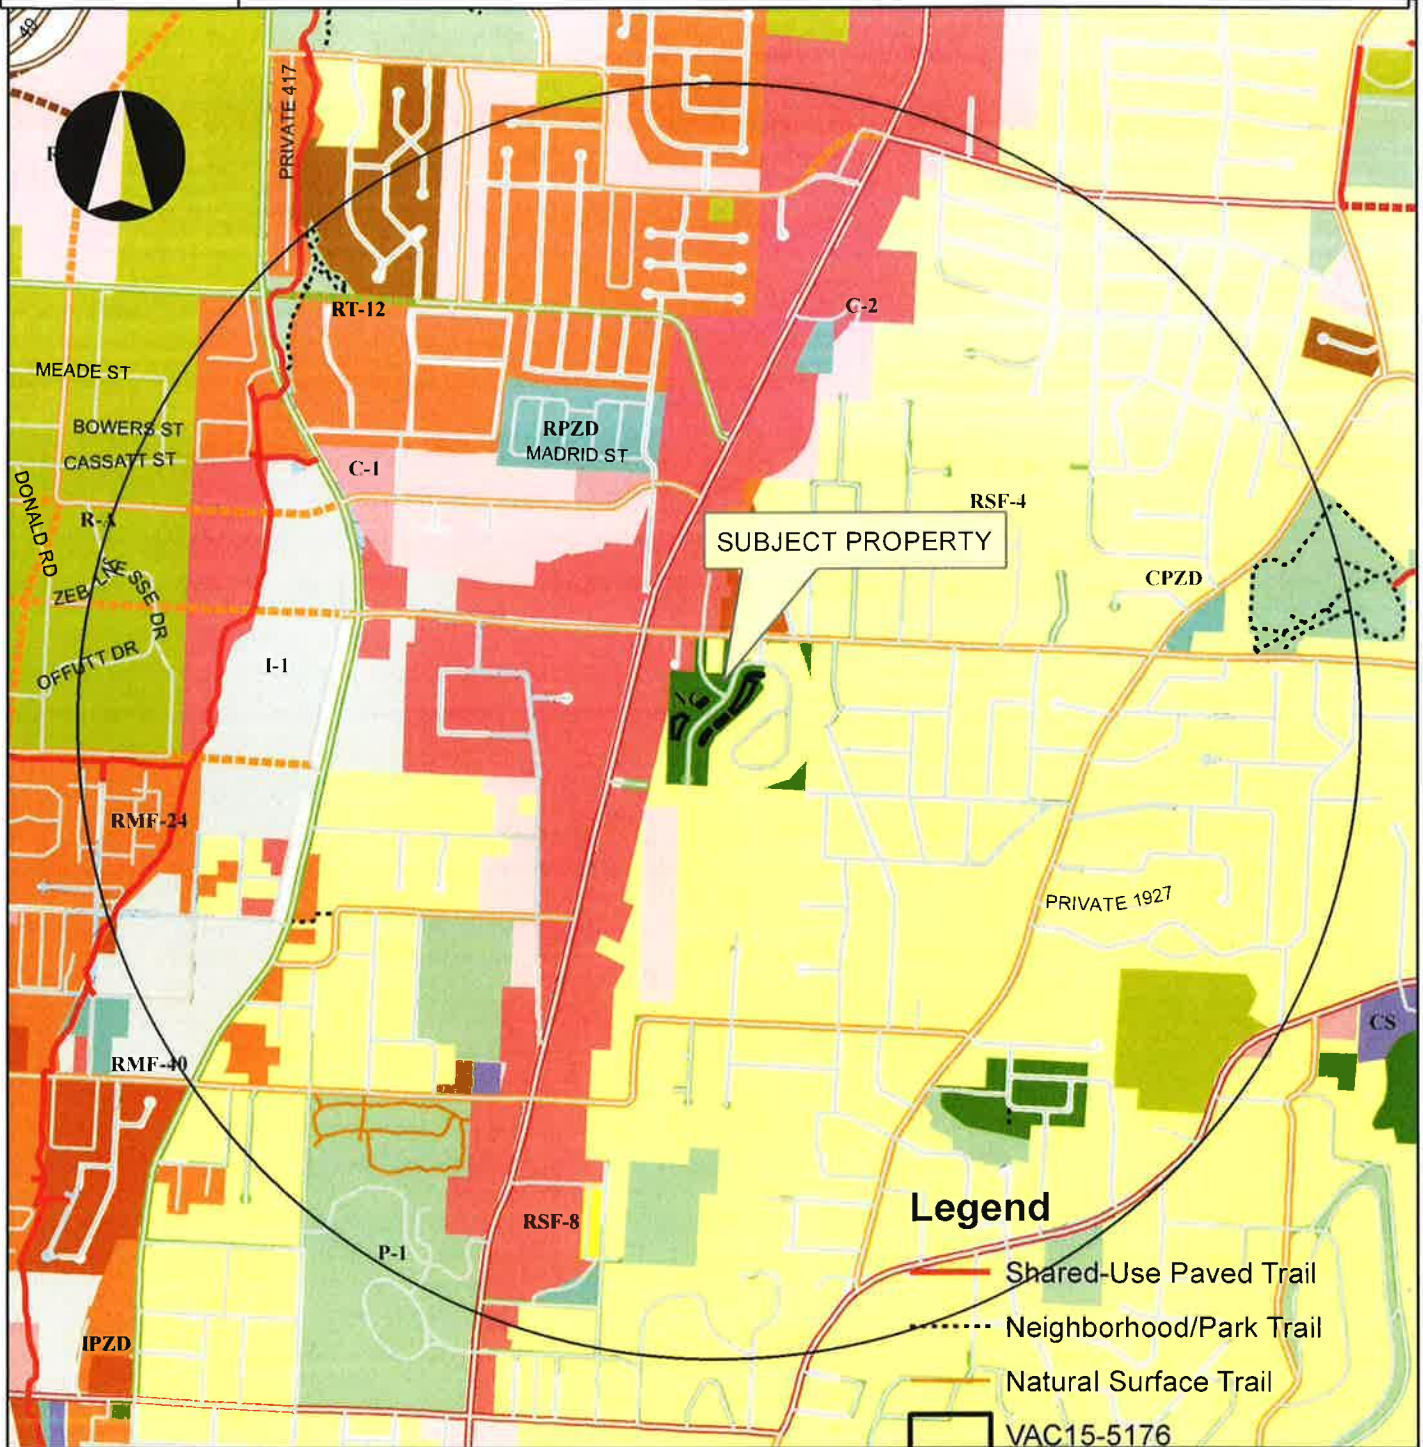 49
PRIVATE 417
R
RT-12
C-2
MEADE ST
BOWERS ST
CASSATT ST
RPZD
MADRID ST
C-1
DONALD RD
R-A
RSF-4
SUBJECT PROPERTY
CPZD
OFFUTT DR
I-1
NC
RMF-24
PRIVATE 1927
CS
RMF-40
RSF-8
P-1
IPZD
Legend
Shared-Use Paved Trail
Neighborhood/Park Trail
Natural Surface Trail
VAC15-5176